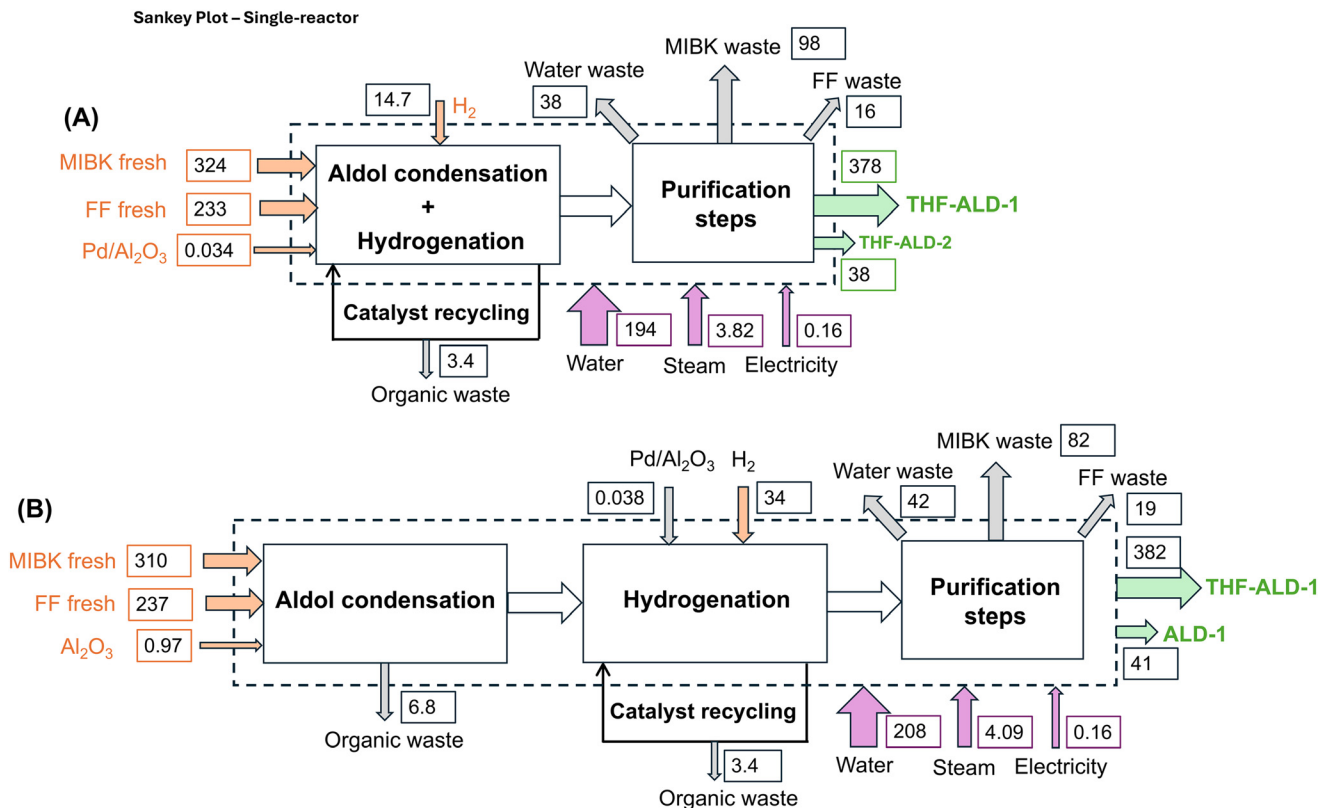 Sankey Plot – Single-reactor
(A)
MIBK fresh
324
FF fresh
233
Pd/Al₂O₃
0.034
14.7
H₂
Aldol condensation
+
Hydrogenation
Catalyst recycling
3.4
Organic waste
Purification
steps
Water waste
38
MIBK waste
98
FF waste
16
378
THF-ALD-1
THF-ALD-2
38
194
Water
3.82
Steam
0.16
Electricity
(B)
MIBK fresh
310
FF fresh
237
Al₂O₃
0.97
Aldol condensation
6.8
Organic waste
Pd/Al₂O₃
0.038
H₂
34
Hydrogenation
Catalyst recycling
3.4
Organic waste
Purification
steps
Water waste
42
MIBK waste
82
FF waste
19
382
THF-ALD-1
ALD-1
41
208
Water
4.09
Steam
0.16
Electricity